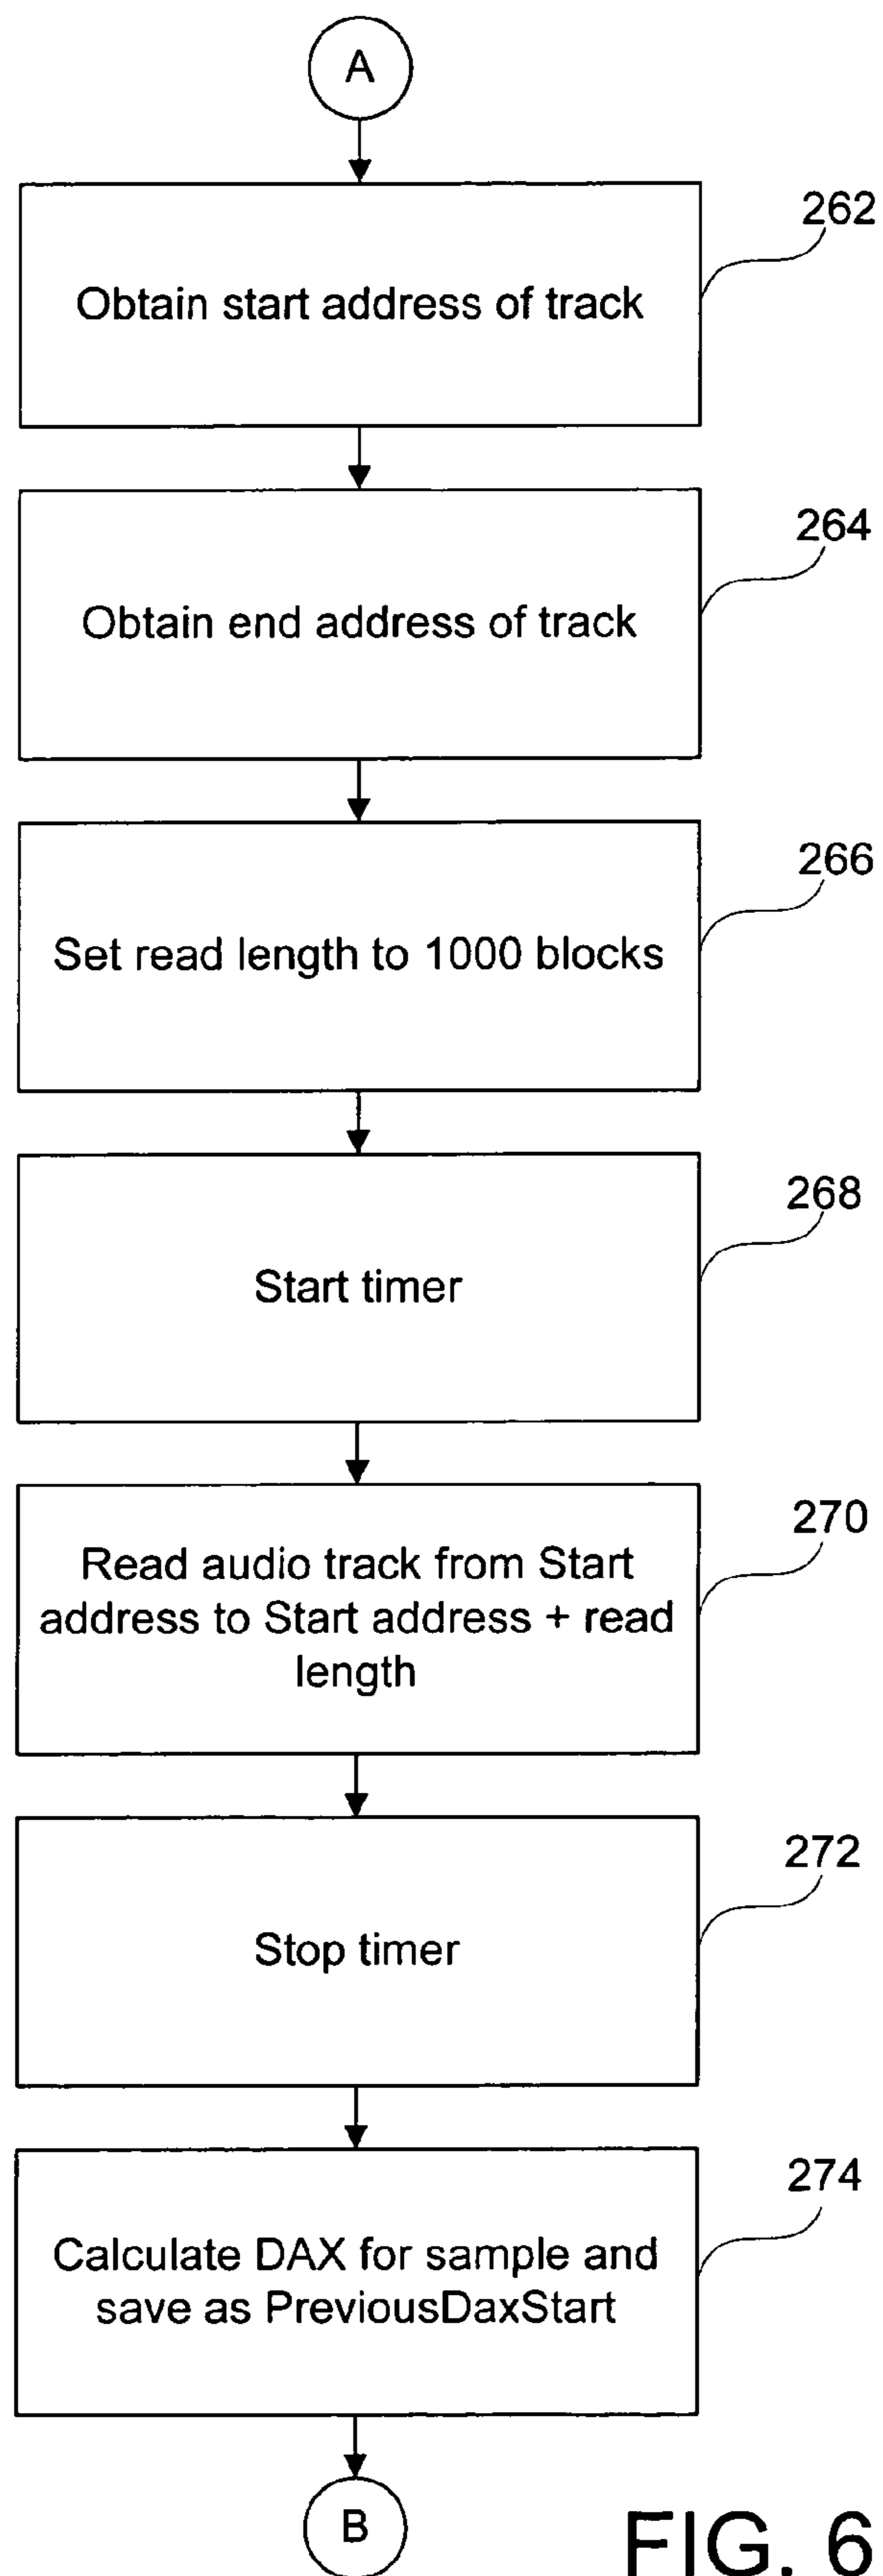 A
262
Obtain start address of track
264
Obtain end address of track
266
Set read length to 1000 blocks
268
Start timer
270
Read audio track from Start
address to Start address + read
length
272
Stop timer
274
Calculate DAX for sample and
save as PreviousDaxStart
B
FIG. 6